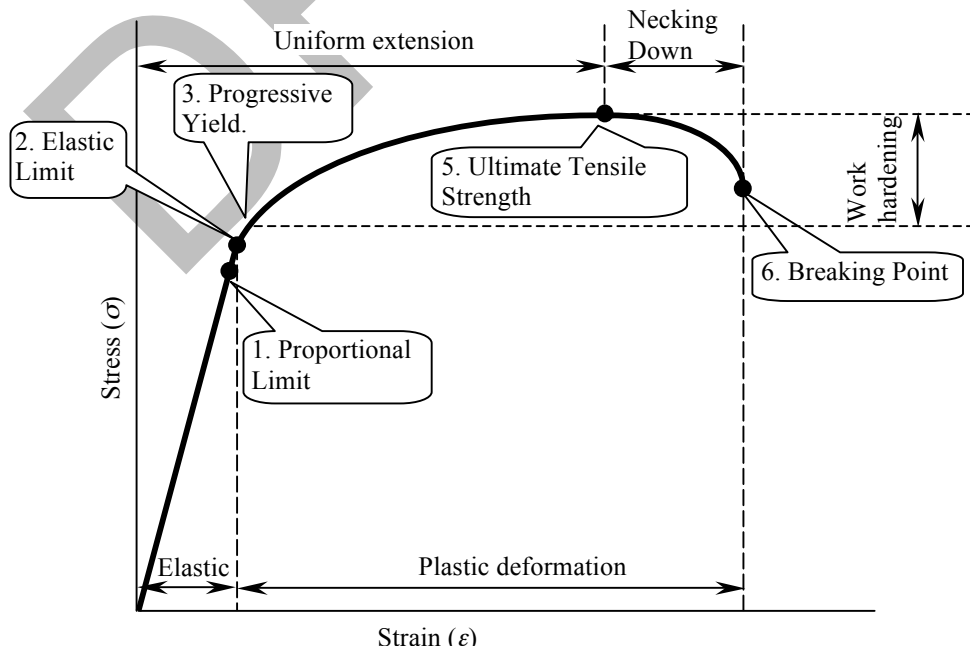 Necking
Down
Uniform extension
3. Progressive
Yield.
2. Elastic
Limit
5. Ultimate Tensile
Strength
Work
hardening
6. Breaking Point
Stress (σ)
1. Proportional
Limit
Elastic
Plastic deformation
Strain (ε)